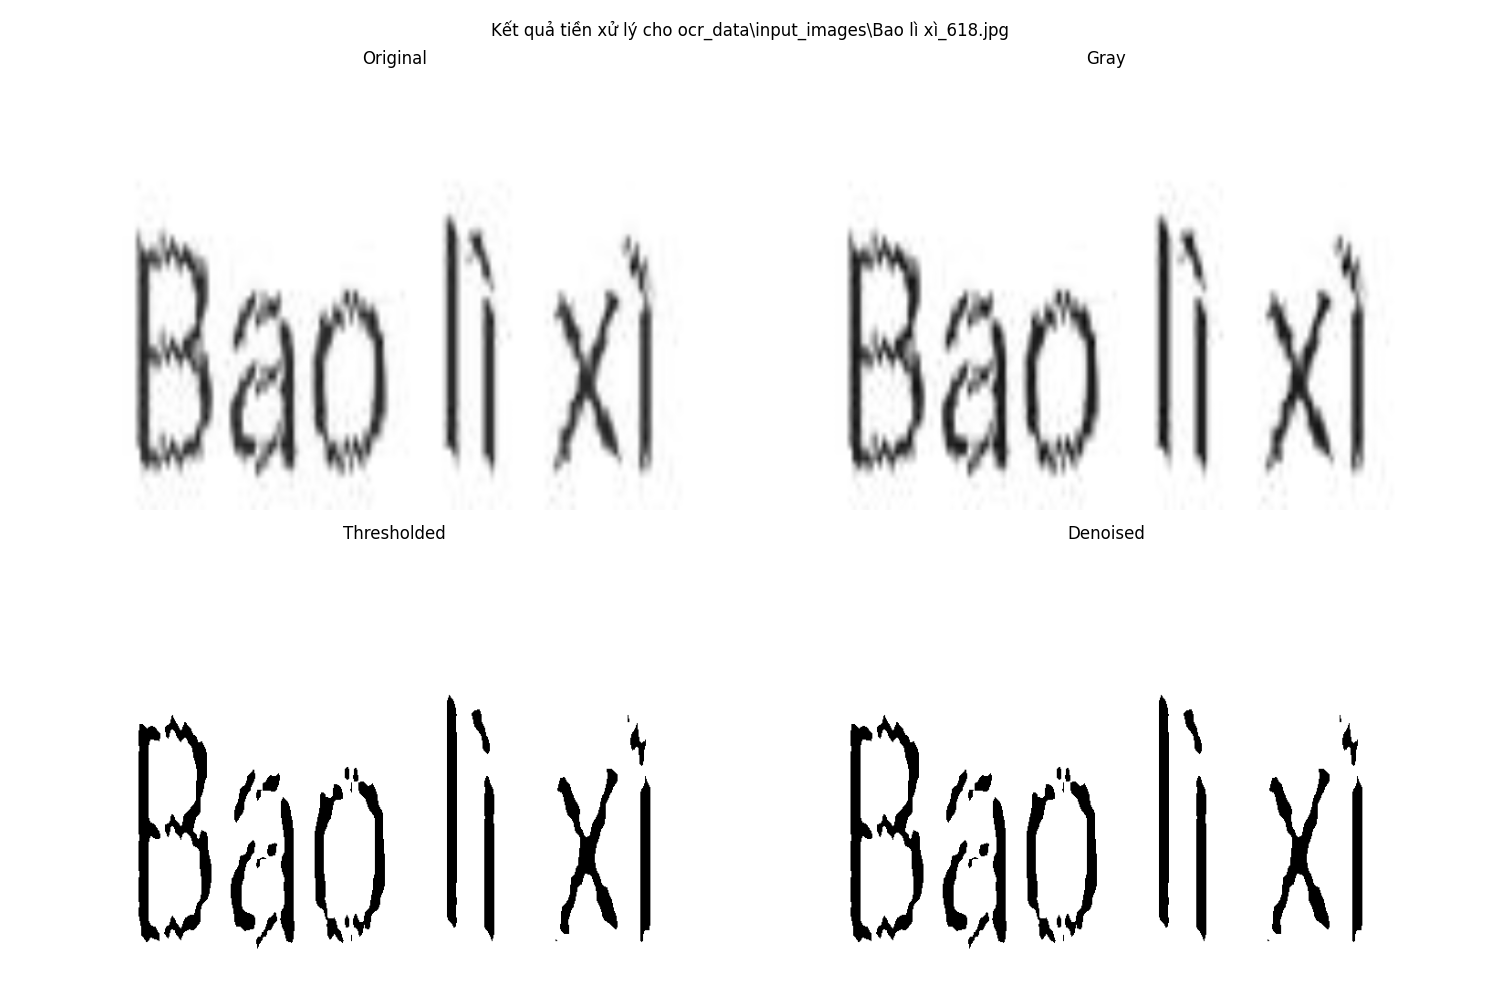 Kết quả tiền xử lý cho ocr_data\input_images\Bao lì xì_618.jpg
Original
Gray
Bao lì xì
Bao lì xì
Thresholded
Denoised
Bao lì xì
Bao lì xì